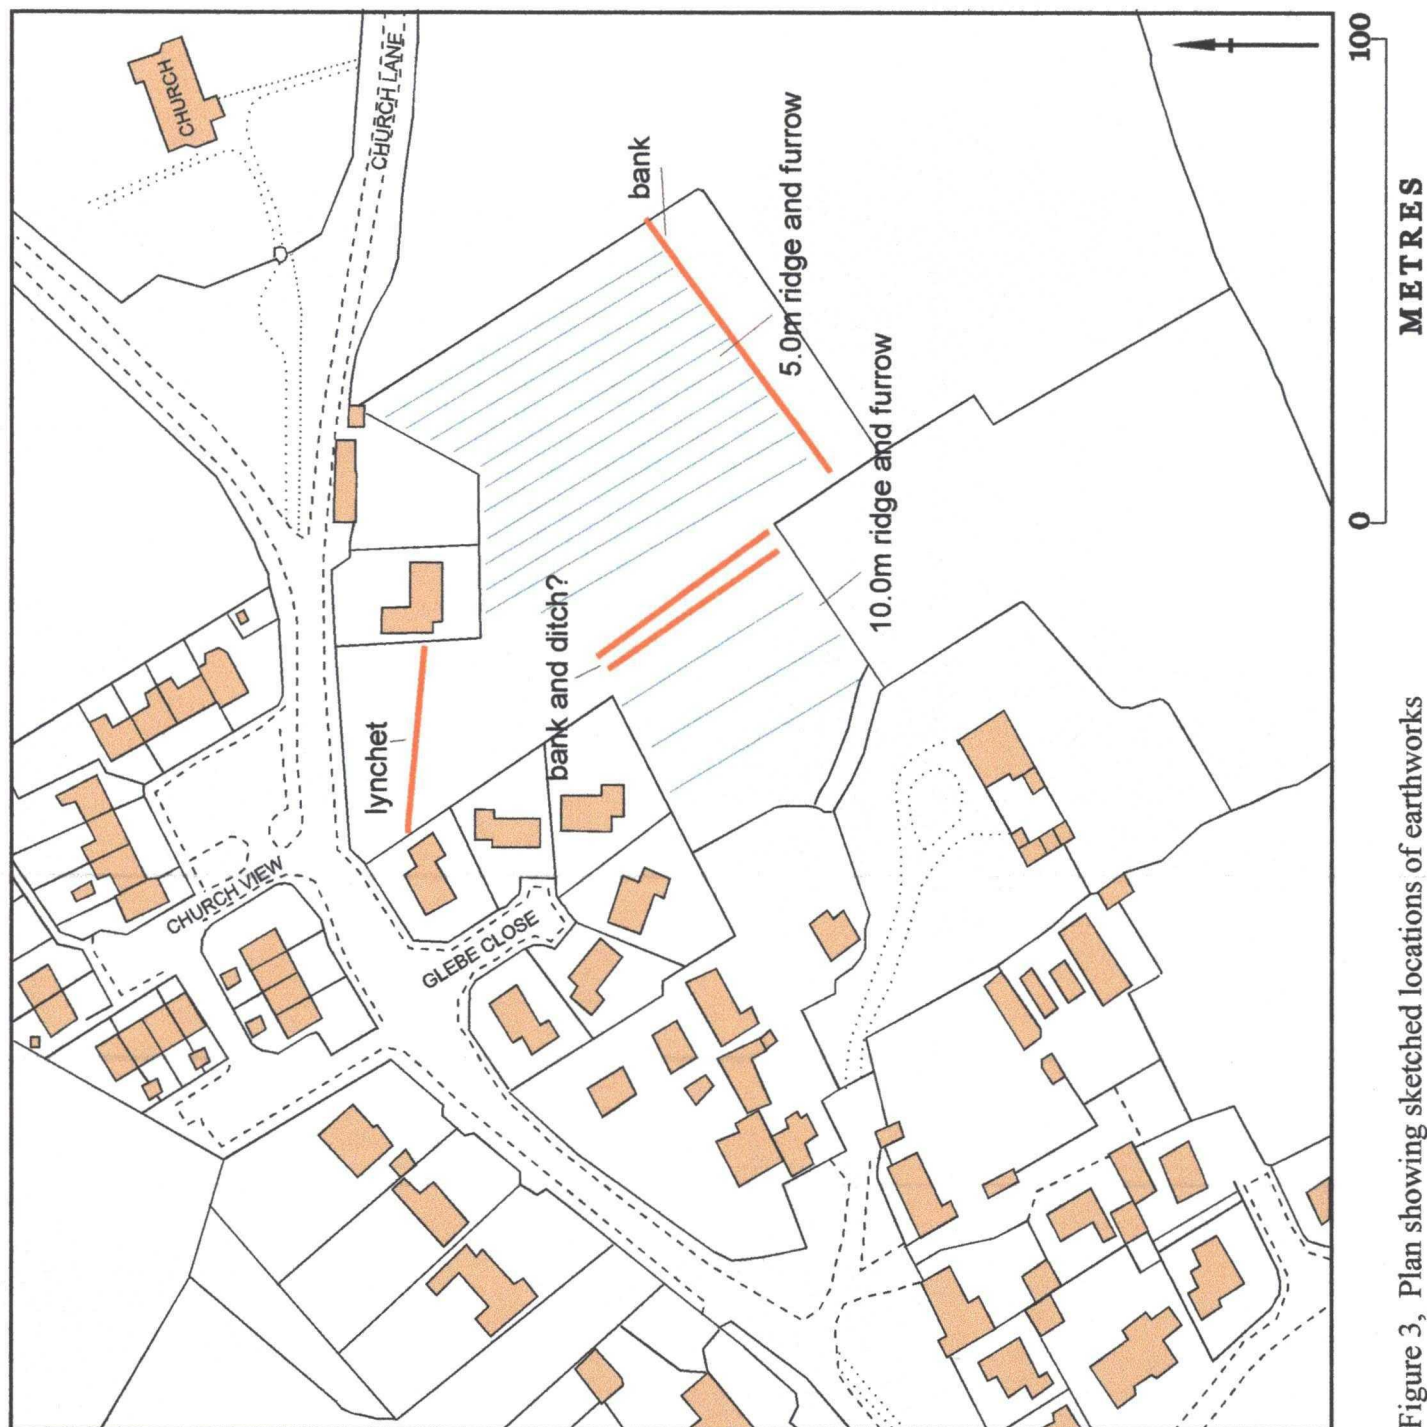 CHURCH
CHURCH LANE
bank
5.0m ridge and furrow
10.0m ridge and furrow
bank and ditch?
lynchet
CHURCH VIEW
GLEBE CLOSE
0
100
METRES
Figure 3, Plan showing sketched locations of earthworks